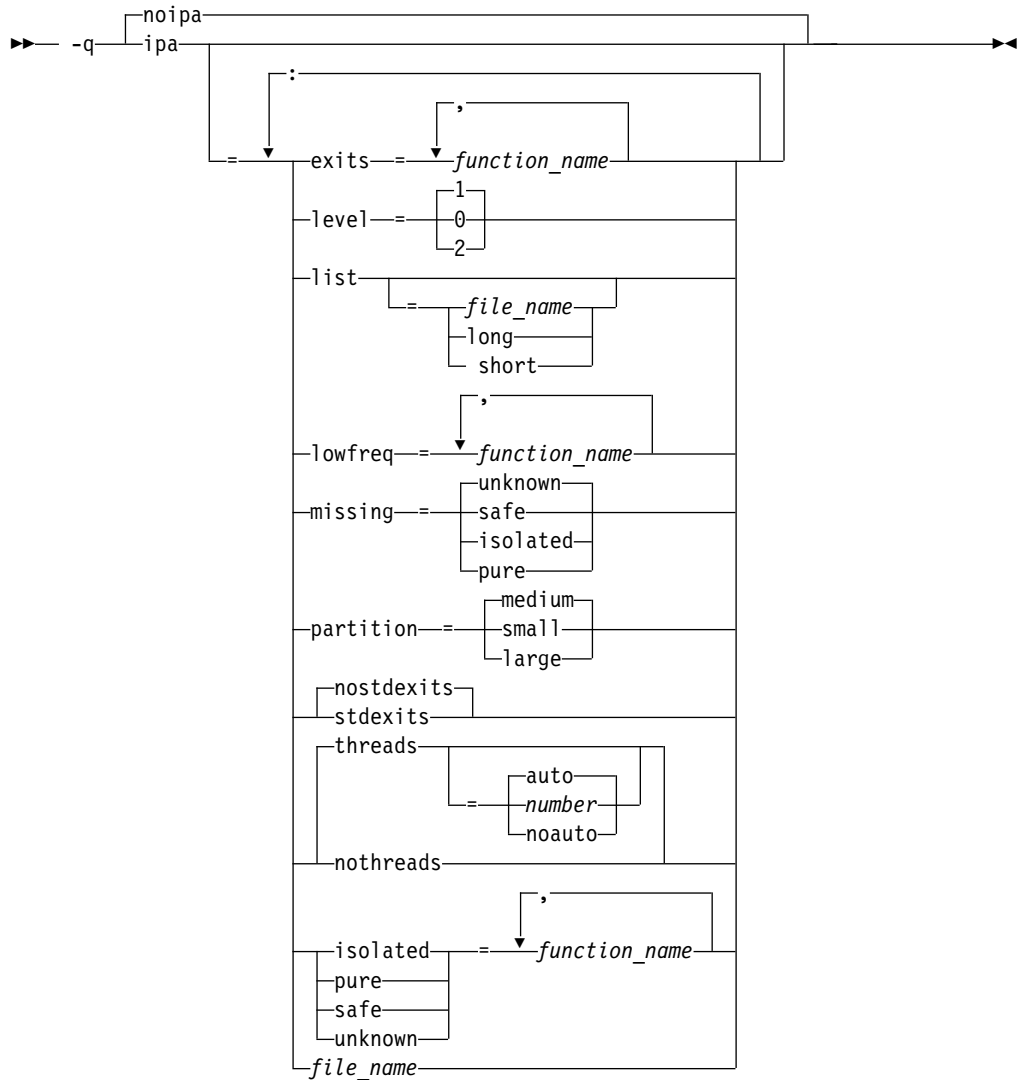 noipa
-q ipa
:
,
= exits = function_name
1
level = 0
2
list
= file_name
long
short
,
lowfreq = function_name
unknown
missing = safe
isolated
pure
medium
partition = small
large
nostdexits
stdexits
threads
auto
= number
noauto
nothreads
,
isolated = function_name
pure
safe
unknown
file_name